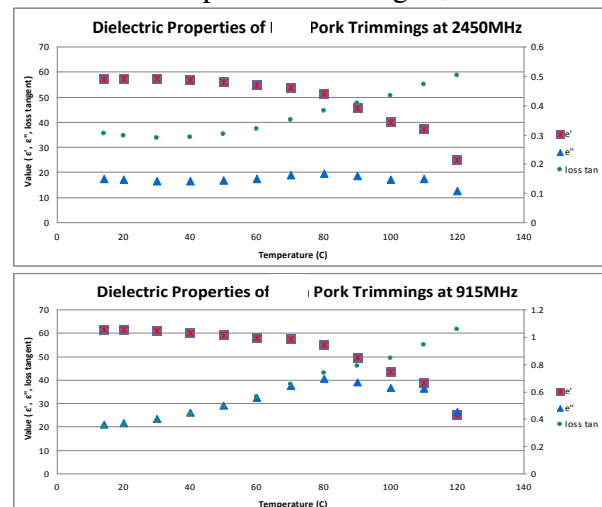 Dielectric Properties of Pork Trimmings at 2450MHz
Value ( ε', ε", loss tangent)
70
60
50
40
30
20
10
0
0.6
0.5
0.4
0.3
0.2
0.1
0
0 20 40 60 80 100 120 140
Temperature (C)
e'
e"
loss tan
Dielectric Properties of Pork Trimmings at 915MHz
Value ( ε', ε", loss tangent)
70
60
50
40
30
20
10
0
1.2
1
0.8
0.6
0.4
0.2
0
0 20 40 60 80 100 120 140
Temperature (C)
e'
e"
loss tan